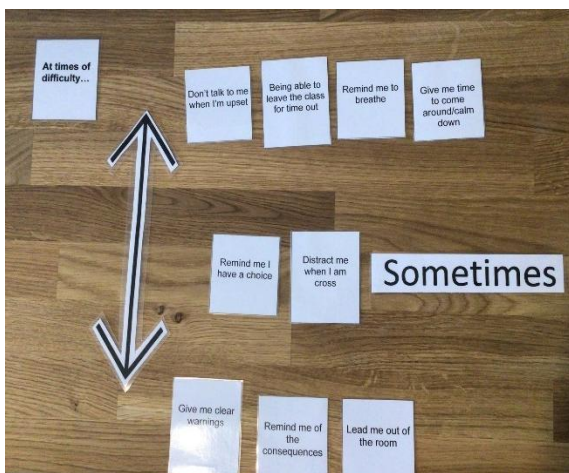 At times of
difficulty...
Don't talk to me
when I'm upset
Being able to
leave the class
for time out
Remind me to
breathe
Give me time
to come
around/calm
down
Remind me I
have a choice
Distract me
when I am
cross
Sometimes
Give me clear
warnings
Remind me of
the
consequences
Lead me out of
the room